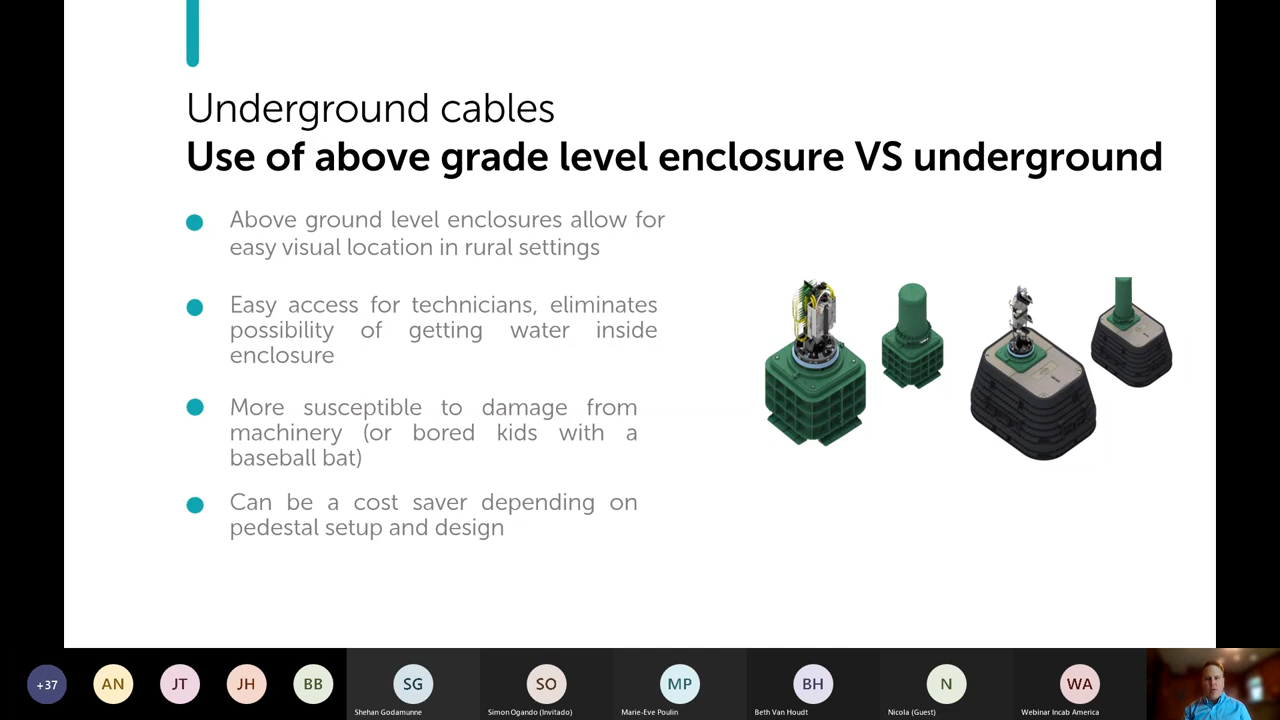 Underground cables
Use of above grade level enclosure VS underground
Above ground level enclosures allow for
easy visual location in rural settings
Easy access for technicians, eliminates
possibility of getting water inside
enclosure
More susceptible to damage from
machinery (or bored kids with a
baseball bat)
Can be a cost saver depending on
pedestal setup and design
+37
AN
JT
JH
BB
SG
SO
MP
BH
N
WA
Shehan Godamunne
Simon Ogando (Invitado)
Marie-Eve Poulin
Beth Van Houdt
Nicola (Guest)
Webinar Incab America